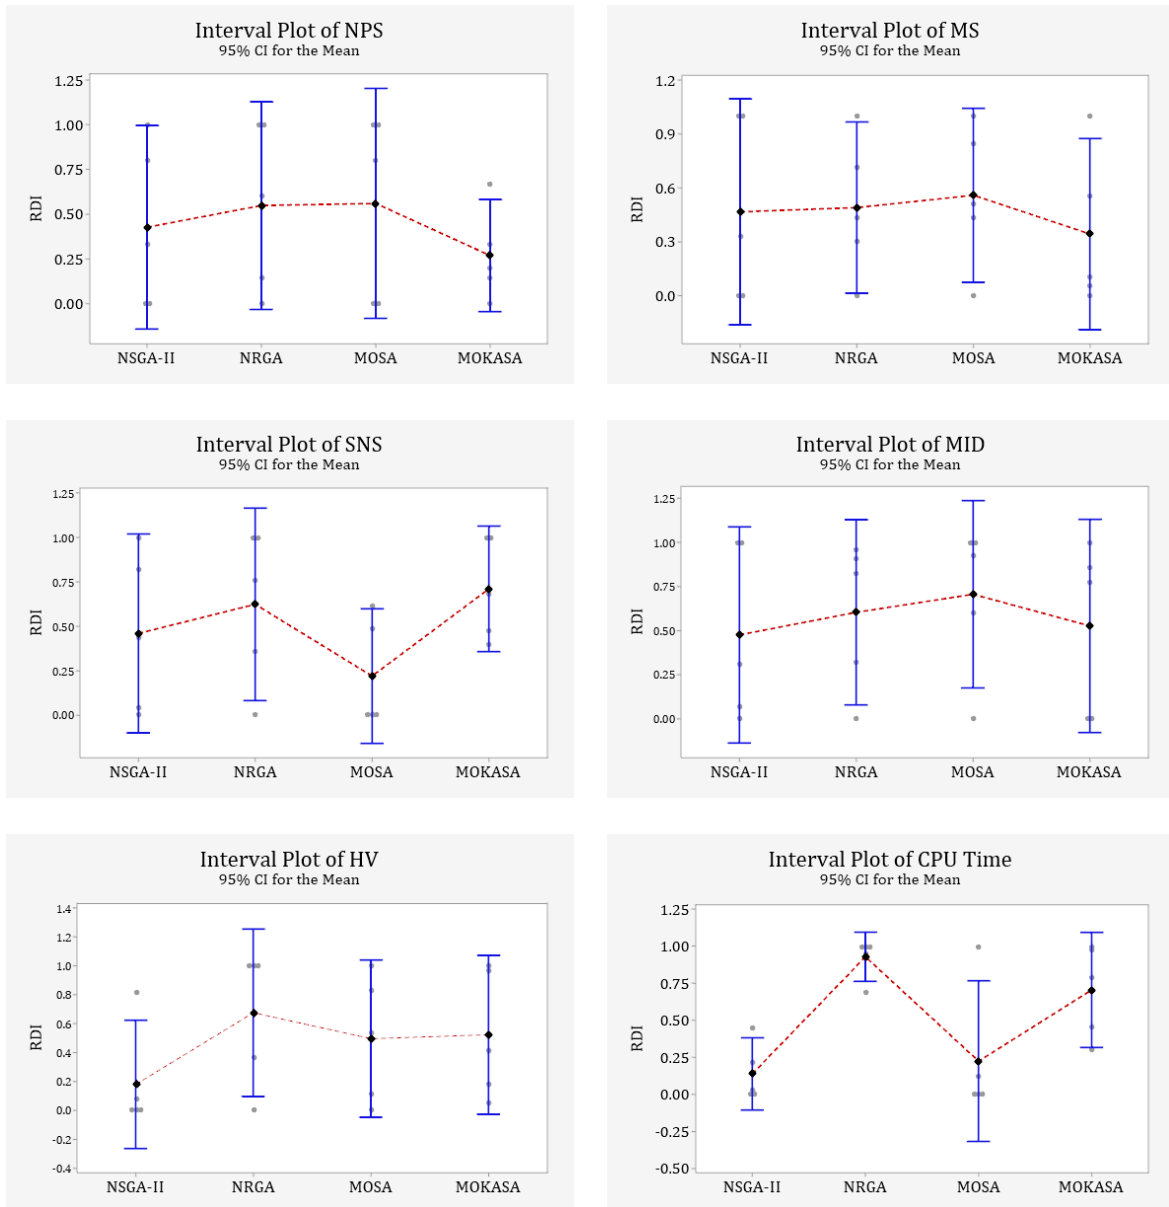 Interval Plot of NPS
95% CI for the Mean
RDI
1.25
1.00
0.75
0.50
0.25
0.00
NSGA-II NRGA MOSA MOKASA
Interval Plot of MS
95% CI for the Mean
RDI
1.2
0.9
0.6
0.3
0.0
NSGA-II NRGA MOSA MOKASA
Interval Plot of SNS
95% CI for the Mean
RDI
1.25
1.00
0.75
0.50
0.25
0.00
NSGA-II NRGA MOSA MOKASA
Interval Plot of MID
95% CI for the Mean
RDI
1.25
1.00
0.75
0.50
0.25
0.00
NSGA-II NRGA MOSA MOKASA
Interval Plot of HV
95% CI for the Mean
RDI
1.4
1.2
1.0
0.8
0.6
0.4
0.2
0.0
-0.2
-0.4
NSGA-II NRGA MOSA MOKASA
Interval Plot of CPU Time
95% CI for the Mean
RDI
1.25
1.00
0.75
0.50
0.25
0.00
-0.25
-0.50
NSGA-II NRGA MOSA MOKASA